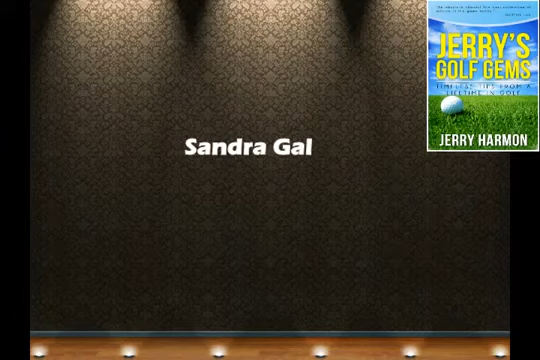 JERRY'S
GOLF GEMS
TIMELESS TIPS FROM A
LIFETIME IN GOLF
JERRY HARMON
Sandra Gal